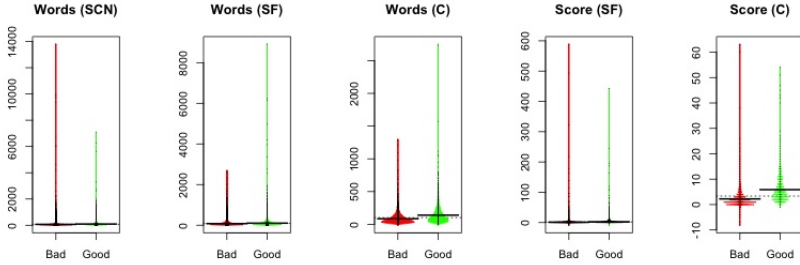 Words (SCN)
14000
10000
6000
2000
0
Bad Good
Words (SF)
8000
6000
4000
2000
0
Bad Good
Words (C)
2000
1000
500
0
Bad Good
Score (SF)
600
500
400
300
200
100
0
Bad Good
Score (C)
60
50
40
30
20
10
0
-10
Bad Good